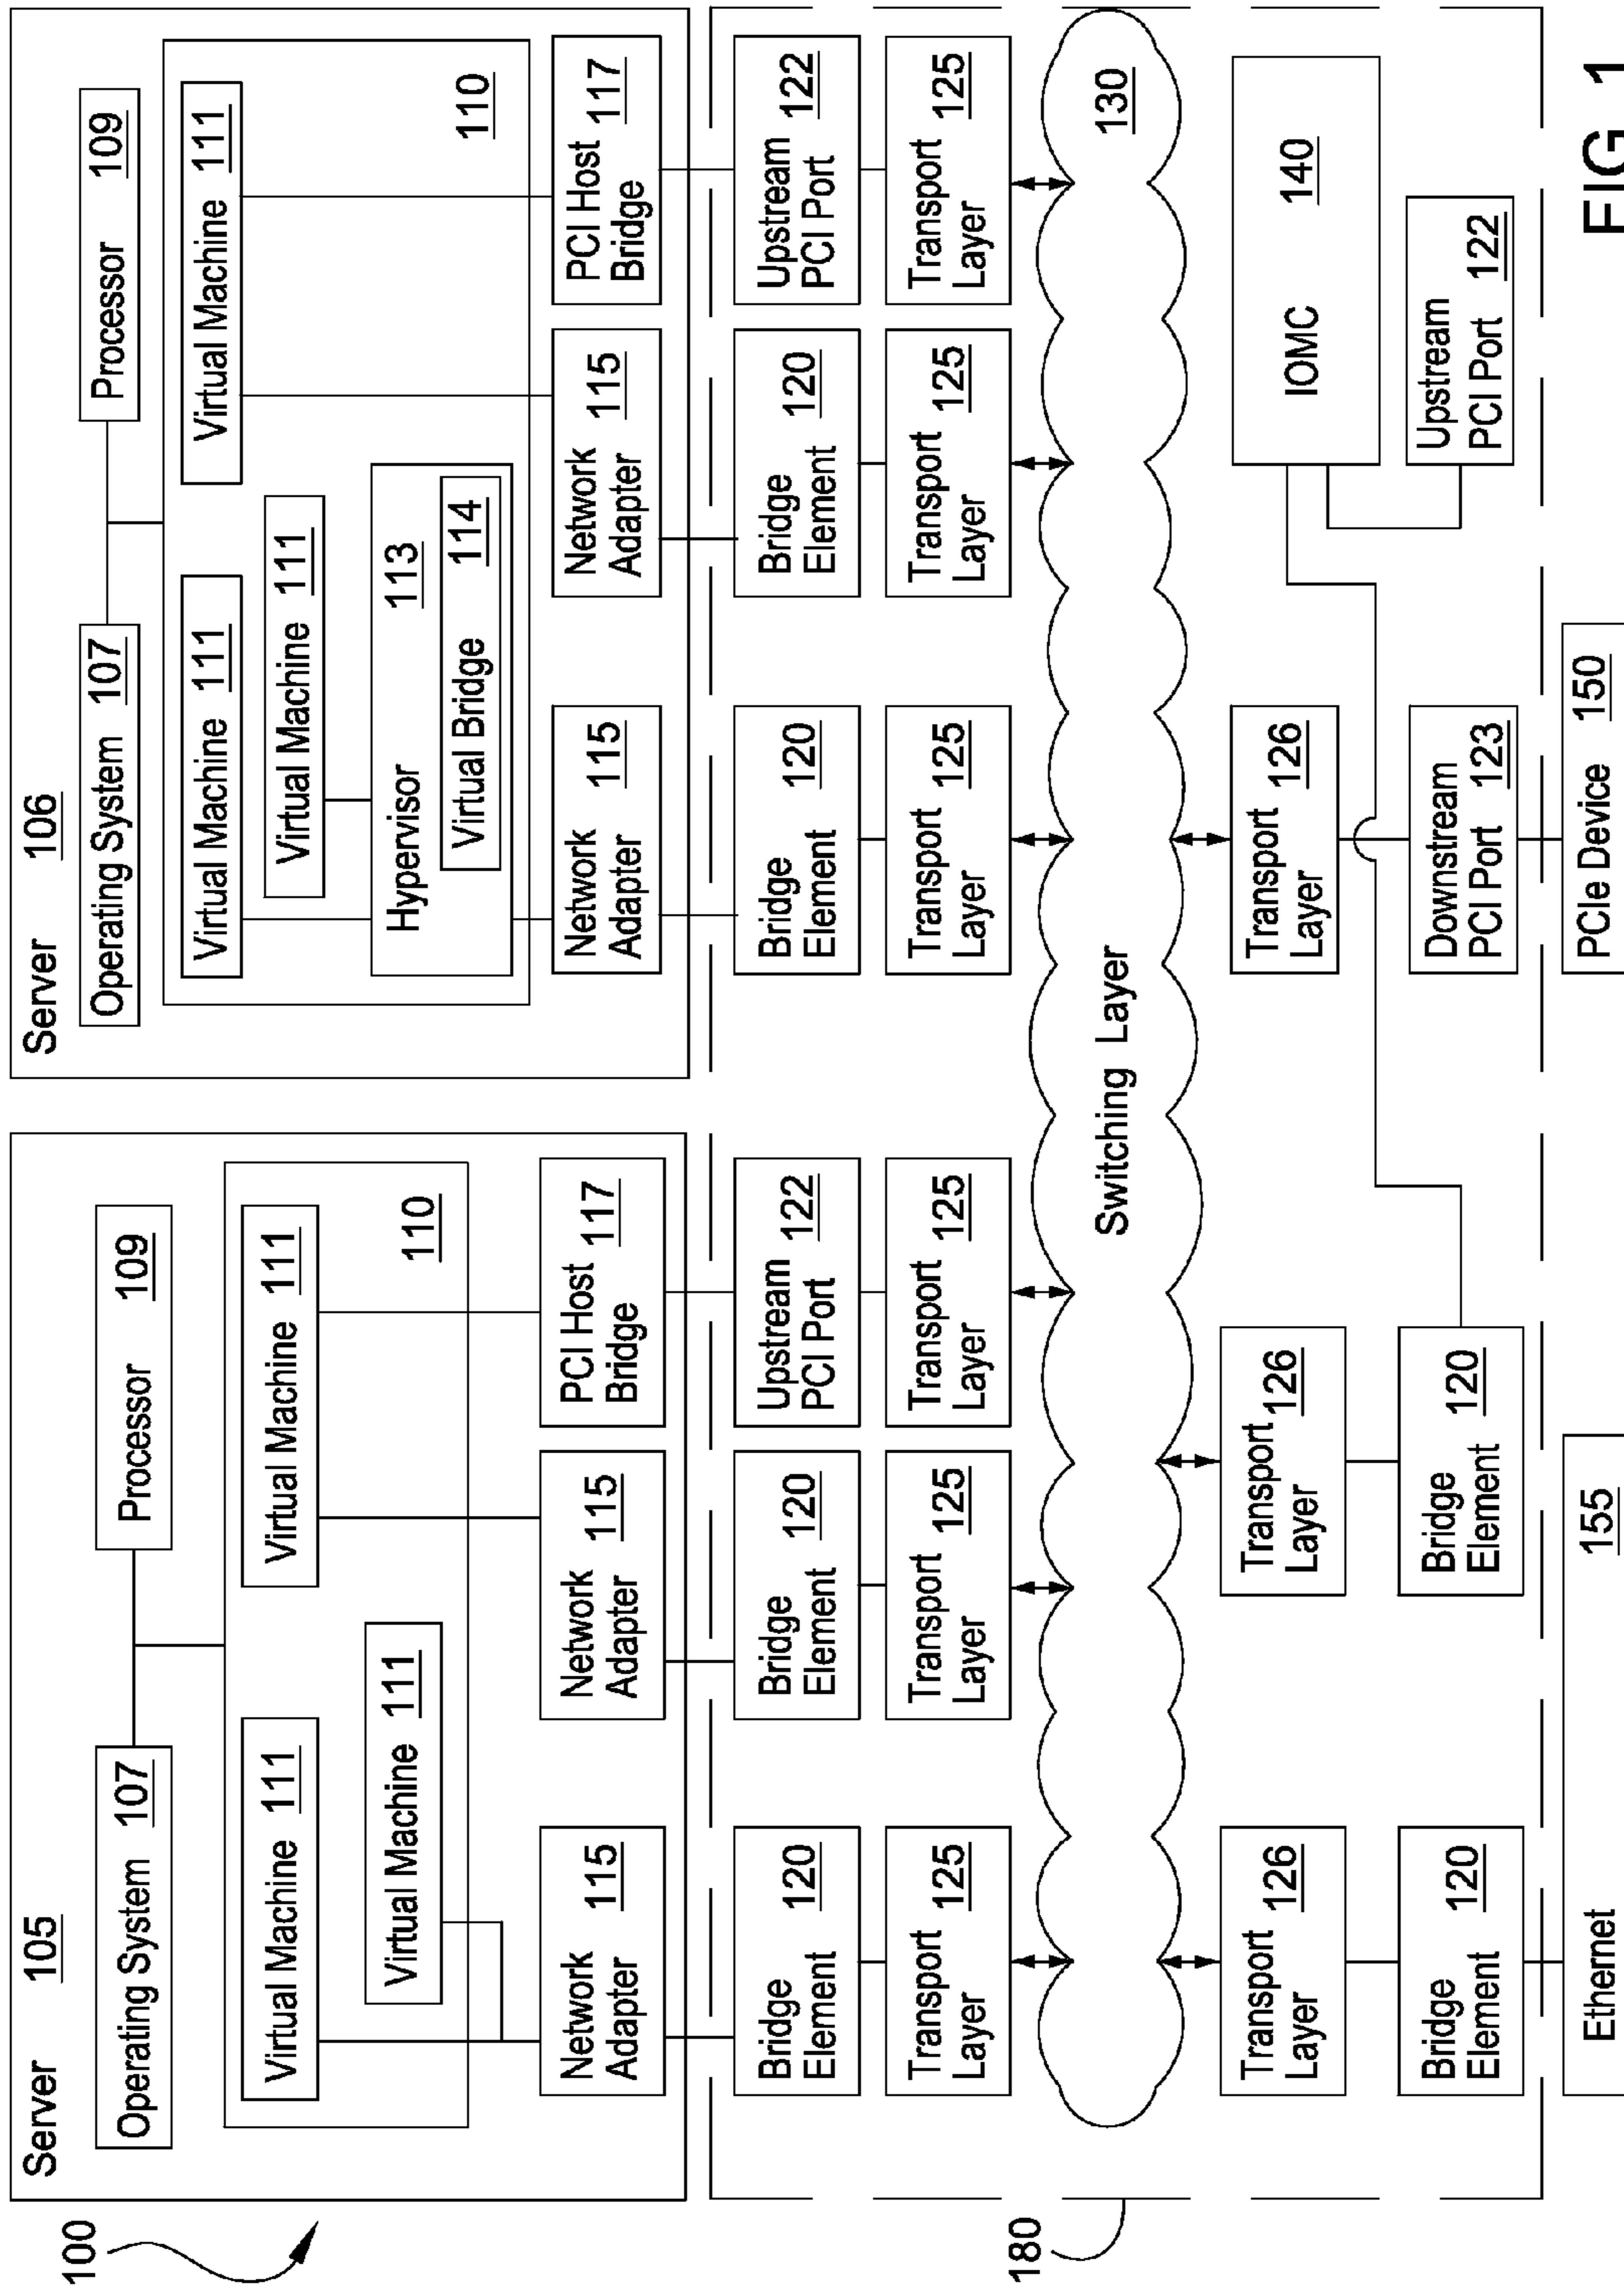 100
Server 105
Operating System 107
Processor 109
Virtual Machine 111
Virtual Machine 111
Virtual Machine 111
110
Network
Adapter 115
Network
Adapter 115
PCI Host
Bridge 117
Server 106
Operating System 107
Processor 109
Virtual Machine 111
Virtual Machine 111
Virtual Machine 111
Hypervisor 113
Virtual Bridge 114
110
Network
Adapter 115
Network
Adapter 115
PCI Host
Bridge 117
180
Bridge
Element 120
Bridge
Element 120
Upstream
PCI Port 122
Bridge
Element 120
Bridge
Element 120
Upstream
PCI Port 122
Transport
Layer 125
Transport
Layer 125
Transport
Layer 125
Transport
Layer 125
Transport
Layer 125
Transport
Layer 125
Switching Layer 130
Transport
Layer 126
Transport
Layer 126
Transport
Layer 126
IOMC 140
Bridge
Element 120
Bridge
Element 120
Downstream
PCI Port 123
Upstream
PCI Port 122
Ethernet 155
PCIe Device 150
FIG. 1